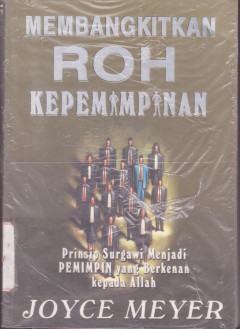 MEMBANGKITKAN
ROH
KEPEMIMPINAN
Prinsip Surgawi Menjadi
PEMIMPIN yang Berkenan
kepada Allah
JOYCE MEYER